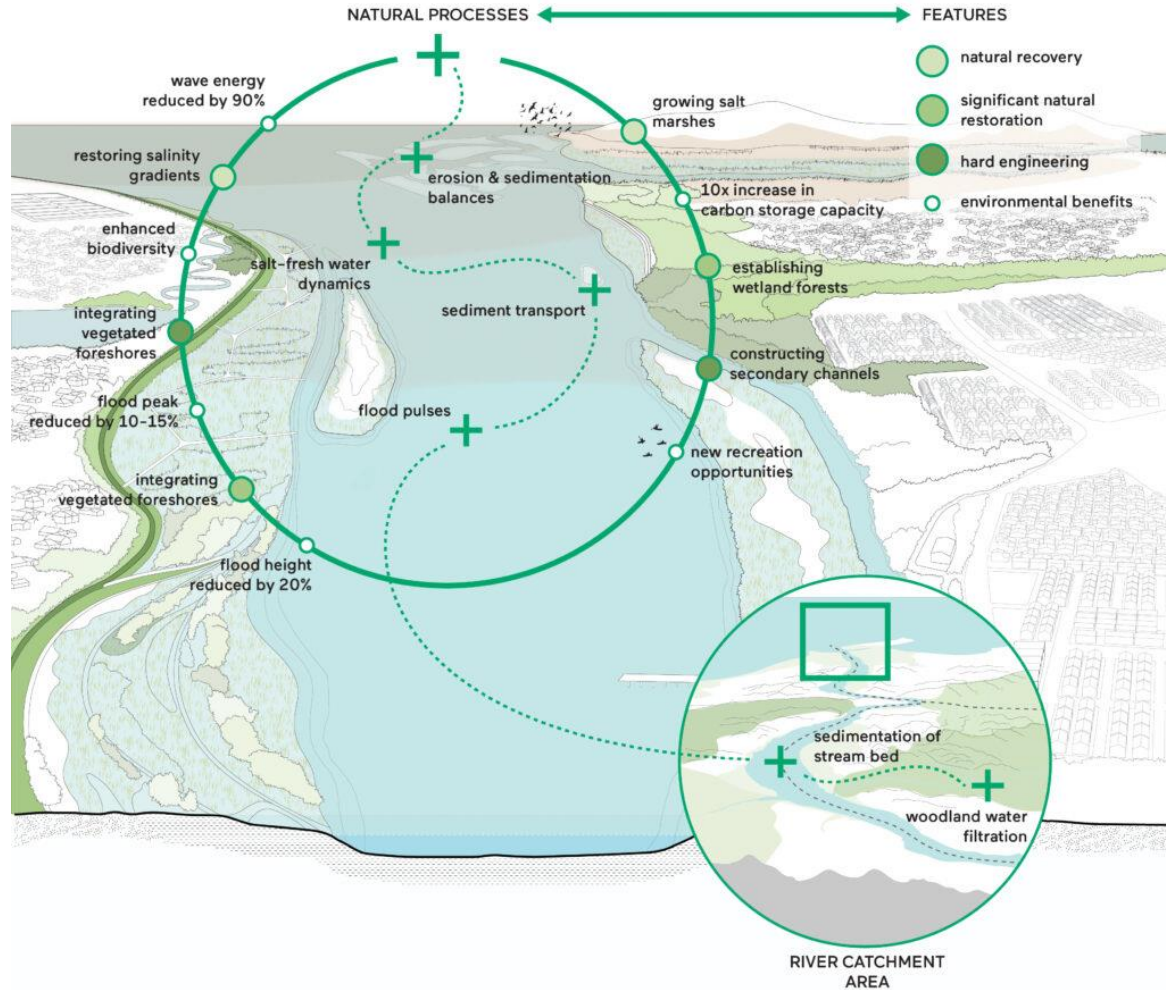 NATURAL PROCESSES
FEATURES
natural recovery
significant natural
restoration
hard engineering
environmental benefits
wave energy
reduced by 90%
restoring salinity
gradients
enhanced
biodiversity
integrating
vegetated
foreshores
flood peak
reduced by 10-15%
integrating
vegetated foreshores
flood height
reduced by 20%
erosion & sedimentation
balances
salt-fresh water
dynamics
sediment transport
flood pulses
growing salt
marshes
10x increase in
carbon storage capacity
establishing
wetland forests
constructing
secondary channels
new recreation
opportunities
sedimentation of
stream bed
woodland water
filtration
RIVER CATCHMENT
AREA